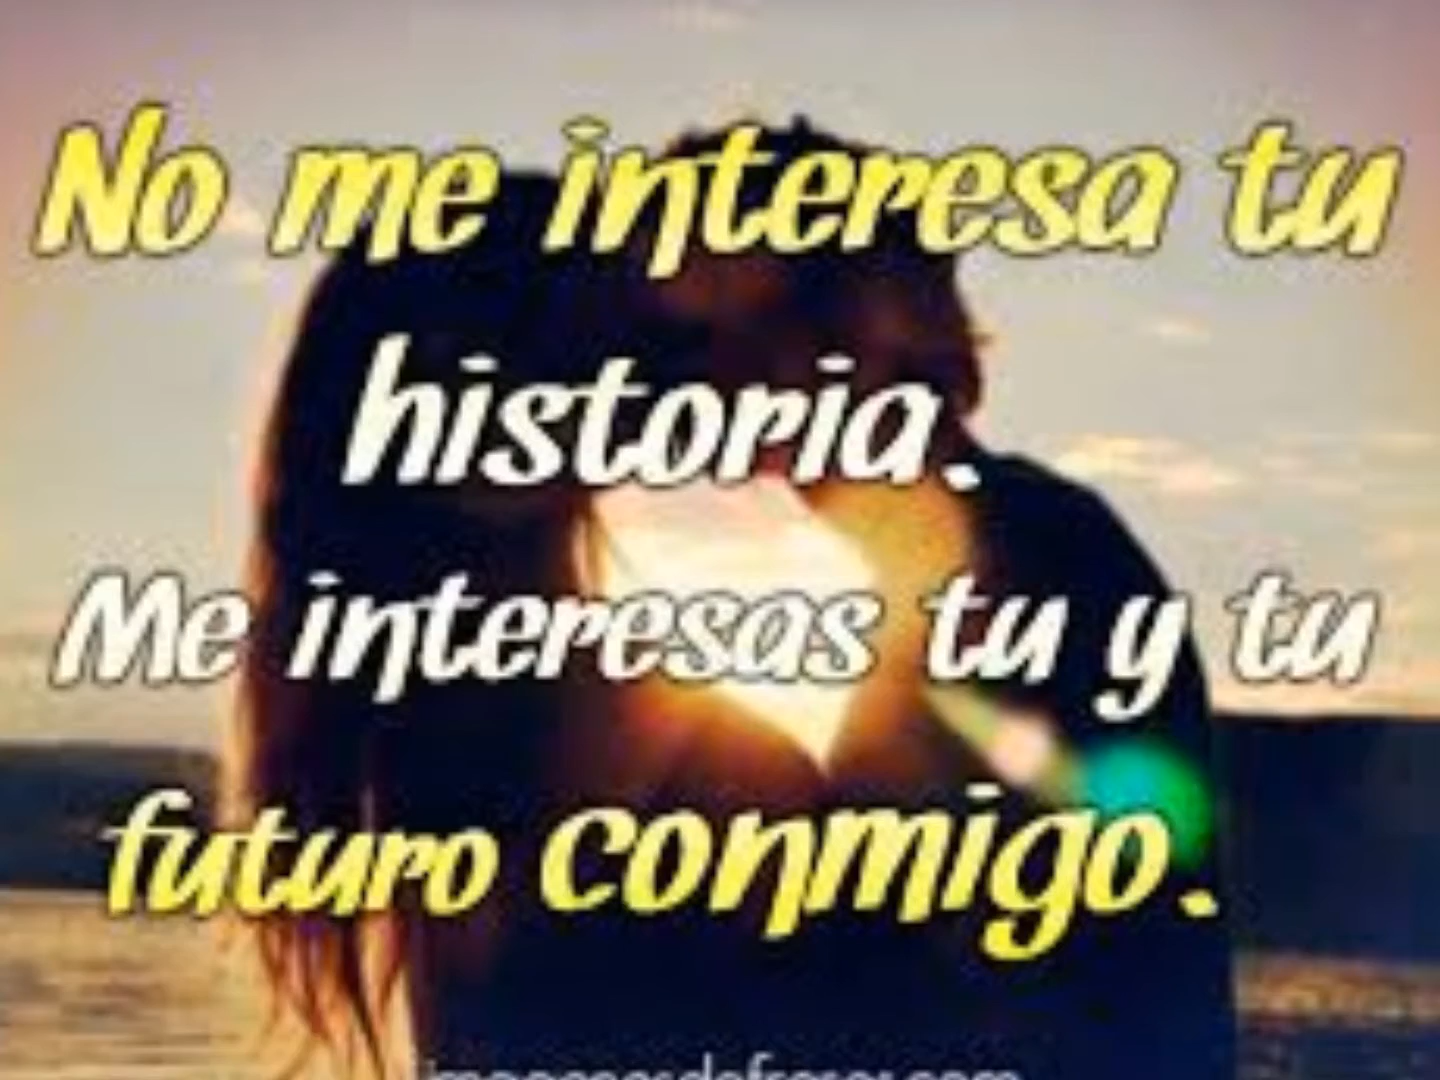 No me interesa tu
historia.
Me interesas tu y tu
futuro conmigo.